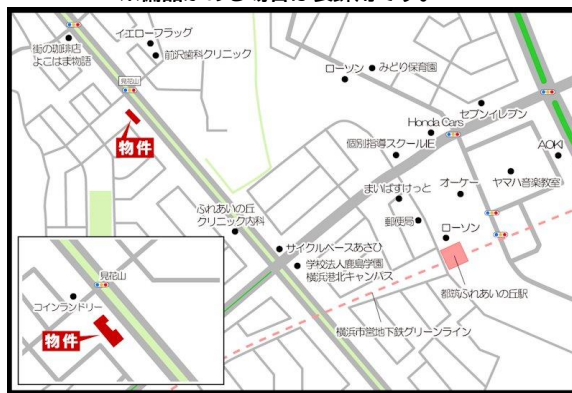 街の珈琲店
よこはま物語
イエローフラッグ
前沢歯科クリニック
見花山
物件
ローソン
みどり保育園
Honda Cars
セブンイレブン
個別指導スクールIE
AOKI
まいばすけっと
オーケー
ヤマハ音楽教室
ふれあいの丘
クリニック内科
郵便局
ローソン
サイクルベースあさひ
学校法人鹿島学園
横浜港北キャンパス
都筑ふれあいの丘駅
横浜市営地下鉄グリーンライン
見花山
コインランドリー
物件